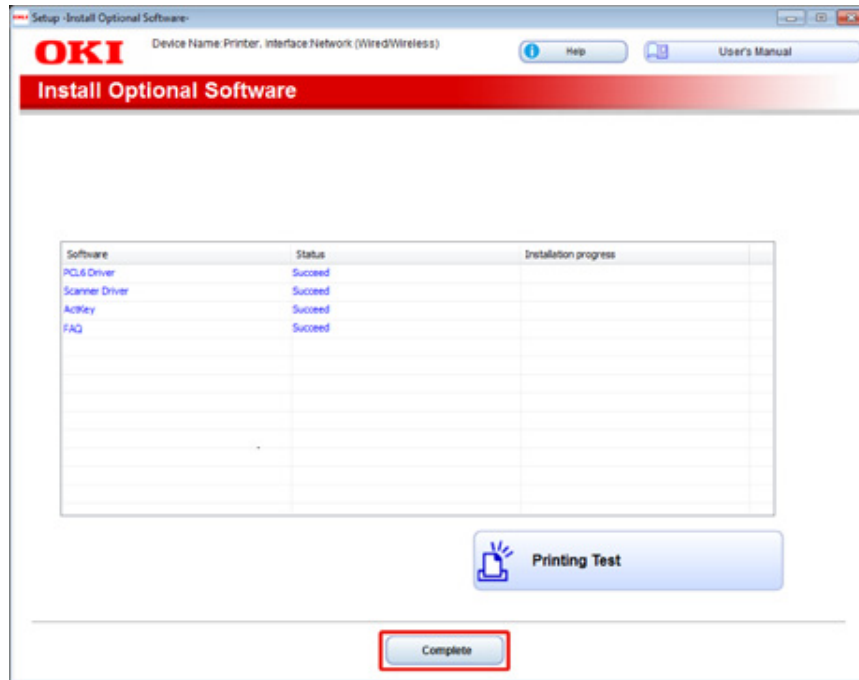 OKI Setup -Install Optional Software-
OKI Device Name:Printer, Interface:Network (Wired/Wireless) Help User's Manual
Install Optional Software
Software Status Installation progress
PCL6 Driver Succeed
Scanner Driver Succeed
ActKey Succeed
FAQ Succeed
Printing Test
Complete